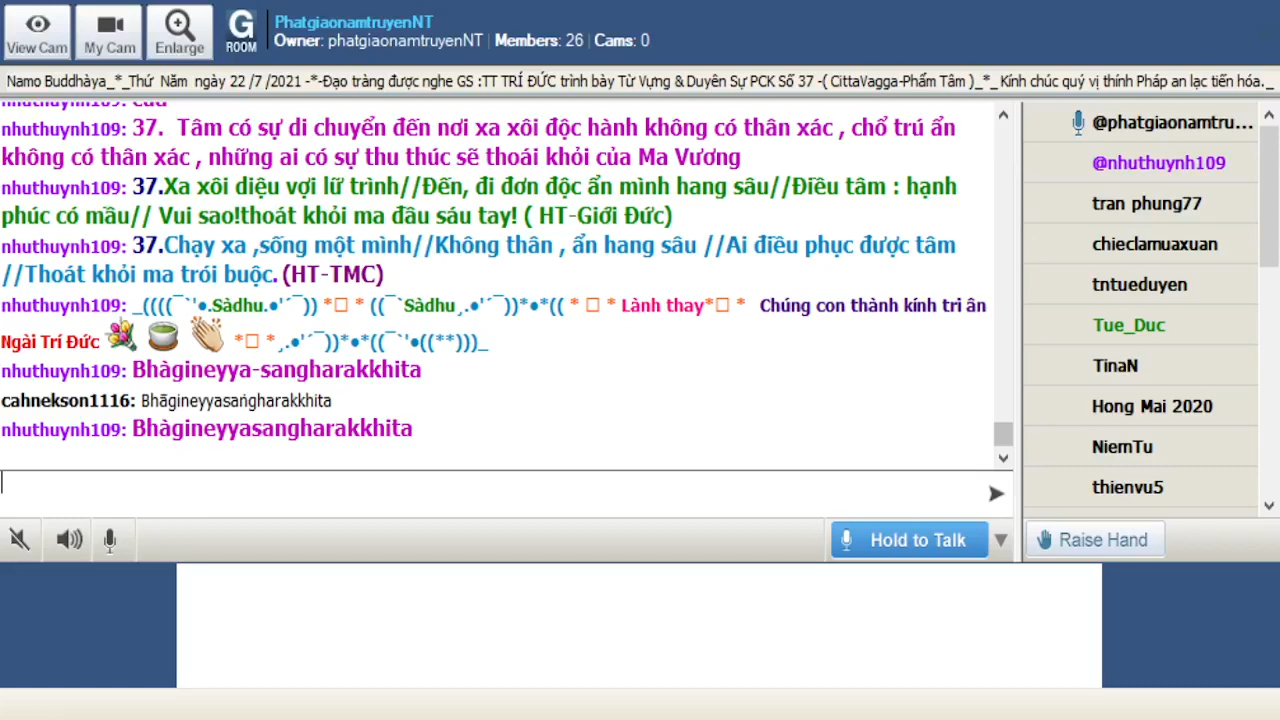 View Cam
My Cam
Enlarge
G
ROOM
PhatgiaonamtruyenNT
Owner: phatgiaonamtruyenNT | Members: 26 | Cams: 0
Namo Buddhàya_*_Thứ Năm ngày 22 /7 /2021 -*-Đạo tràng được nghe GS :TT TRÍ ĐỨC trình bày Từ Vựng & Duyên Sự PCK Số 37 -( CittaVagga-Phẩm Tâm )_*_Kính chúc quý vị thính Pháp an lạc tiến hóa._
nhuthuynh109:
nhuthuynh109: 37. Tâm có sự di chuyển đến nơi xa xôi độc hành không có thân xác , chổ trú ẩn
không có thân xác , những ai có sự thu thúc sẽ thoái khỏi của Ma Vương
nhuthuynh109: 37.Xa xôi diệu vợi lữ trình//Đến, đi đơn độc ẩn mình hang sâu//Điều tâm : hạnh
phúc có mầu// Vui sao!thoát khỏi ma đầu sáu tay! ( HT-Giới Đức)
nhuthuynh109: 37.Chạy xa ,sống một mình//Không thân , ẩn hang sâu //Ai điều phục được tâm
//Thoát khỏi ma trói buộc. (HT-TMC)
nhuthuynh109: _((((¯`'●.Sàdhu.●'´¯)) *□ * ((¯`Sàdhu¸.●'´¯))*●*(( * □ * Lành thay*□ * Chúng con thành kính tri ân
Ngài Trí Đức *□ *¸.●'´¯))*●*((¯`'●((**)))_
nhuthuynh109: Bhàgineyya-sangharakkhita
cahnekson1116: Bhāgineyyasaṅgharakkhita
nhuthuynh109: Bhàgineyyasangharakkhita
Hold to Talk
@phatgiaonamtru...
@nhuthuynh109
tran phung77
chieclamuaxuan
tntueduyen
Tue_Duc
TinaN
Hong Mai 2020
NiemTu
thienvu5
Raise Hand